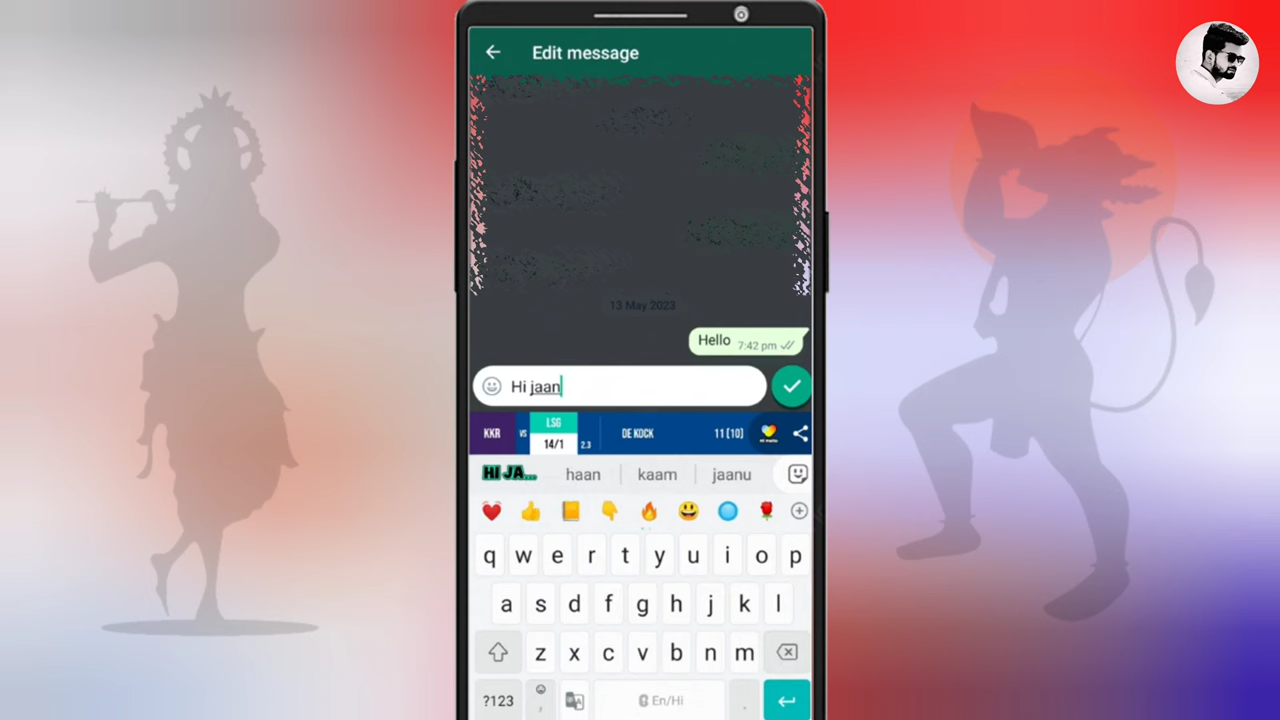 Edit message
13 May 2023
Hello 7:42 pm
Hi jaan
KKR VS LSG 14/1 2.3 DE KOCK 11 [10]
HI JA... haan kaam jaanu
q w e r t y u i o p
a s d f g h j k l
z x c v b n m
?123 , En/Hi .